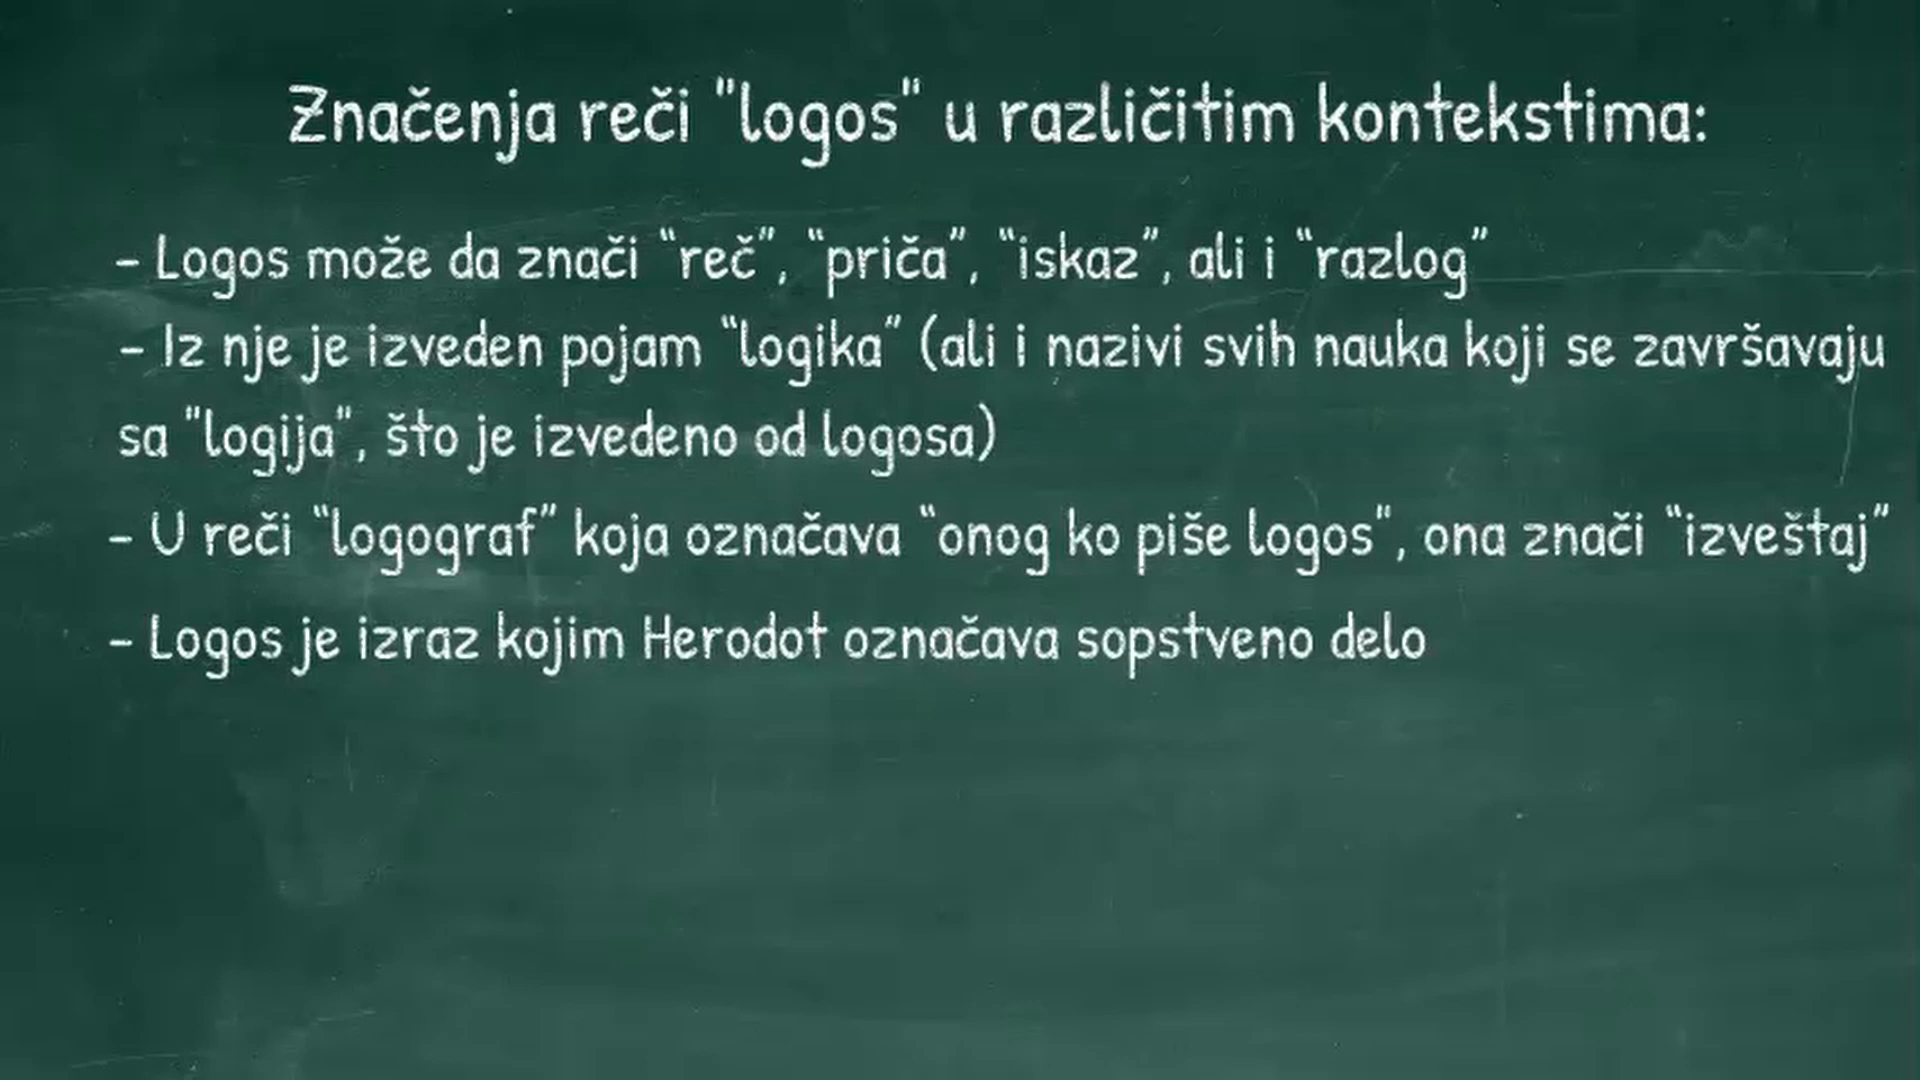 Značenja reči "logos" u različitim kontekstima:
- Logos može da znači “reč”, “priča”, “iskaz”, ali i “razlog”
- Iz nje je izveden pojam “logika” (ali i nazivi svih nauka koji se završavaju
sa "logija", što je izvedeno od logosa)
- U reči “logograf” koja označava “onog ko piše logos", ona znači “izveštaj”
- Logos je izraz kojim Herodot označava sopstveno delo